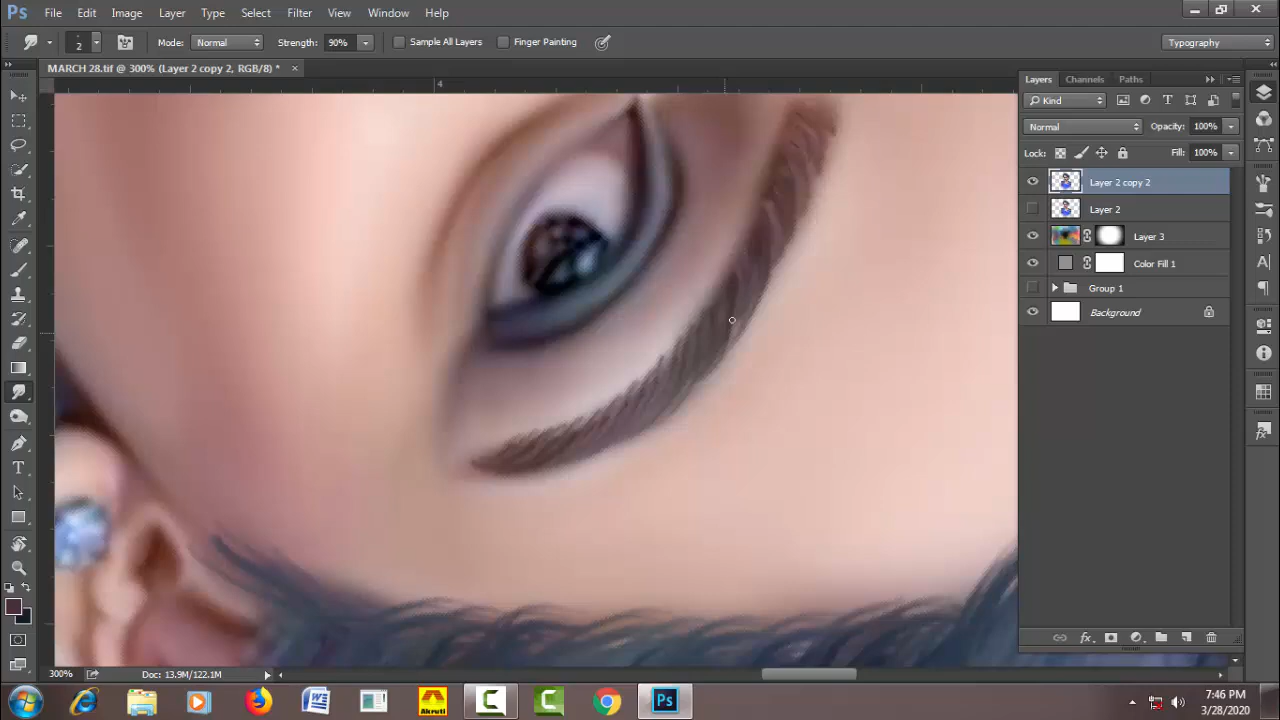 Ps File Edit Image Layer Type Select Filter View Window Help
2 Mode: Normal Strength: 90% Sample All Layers Finger Painting Typography
MARCH 28.tif @ 300% (Layer 2 copy 2, RGB/8) * ×
4
Layers Channels Paths
Kind
Normal Opacity: 100%
Lock: Fill: 100%
Layer 2 copy 2
Layer 2
Layer 3
Color Fill 1
Group 1
Background
300% Doc: 13.9M/122.1M
Akruti
7:46 PM
3/28/2020